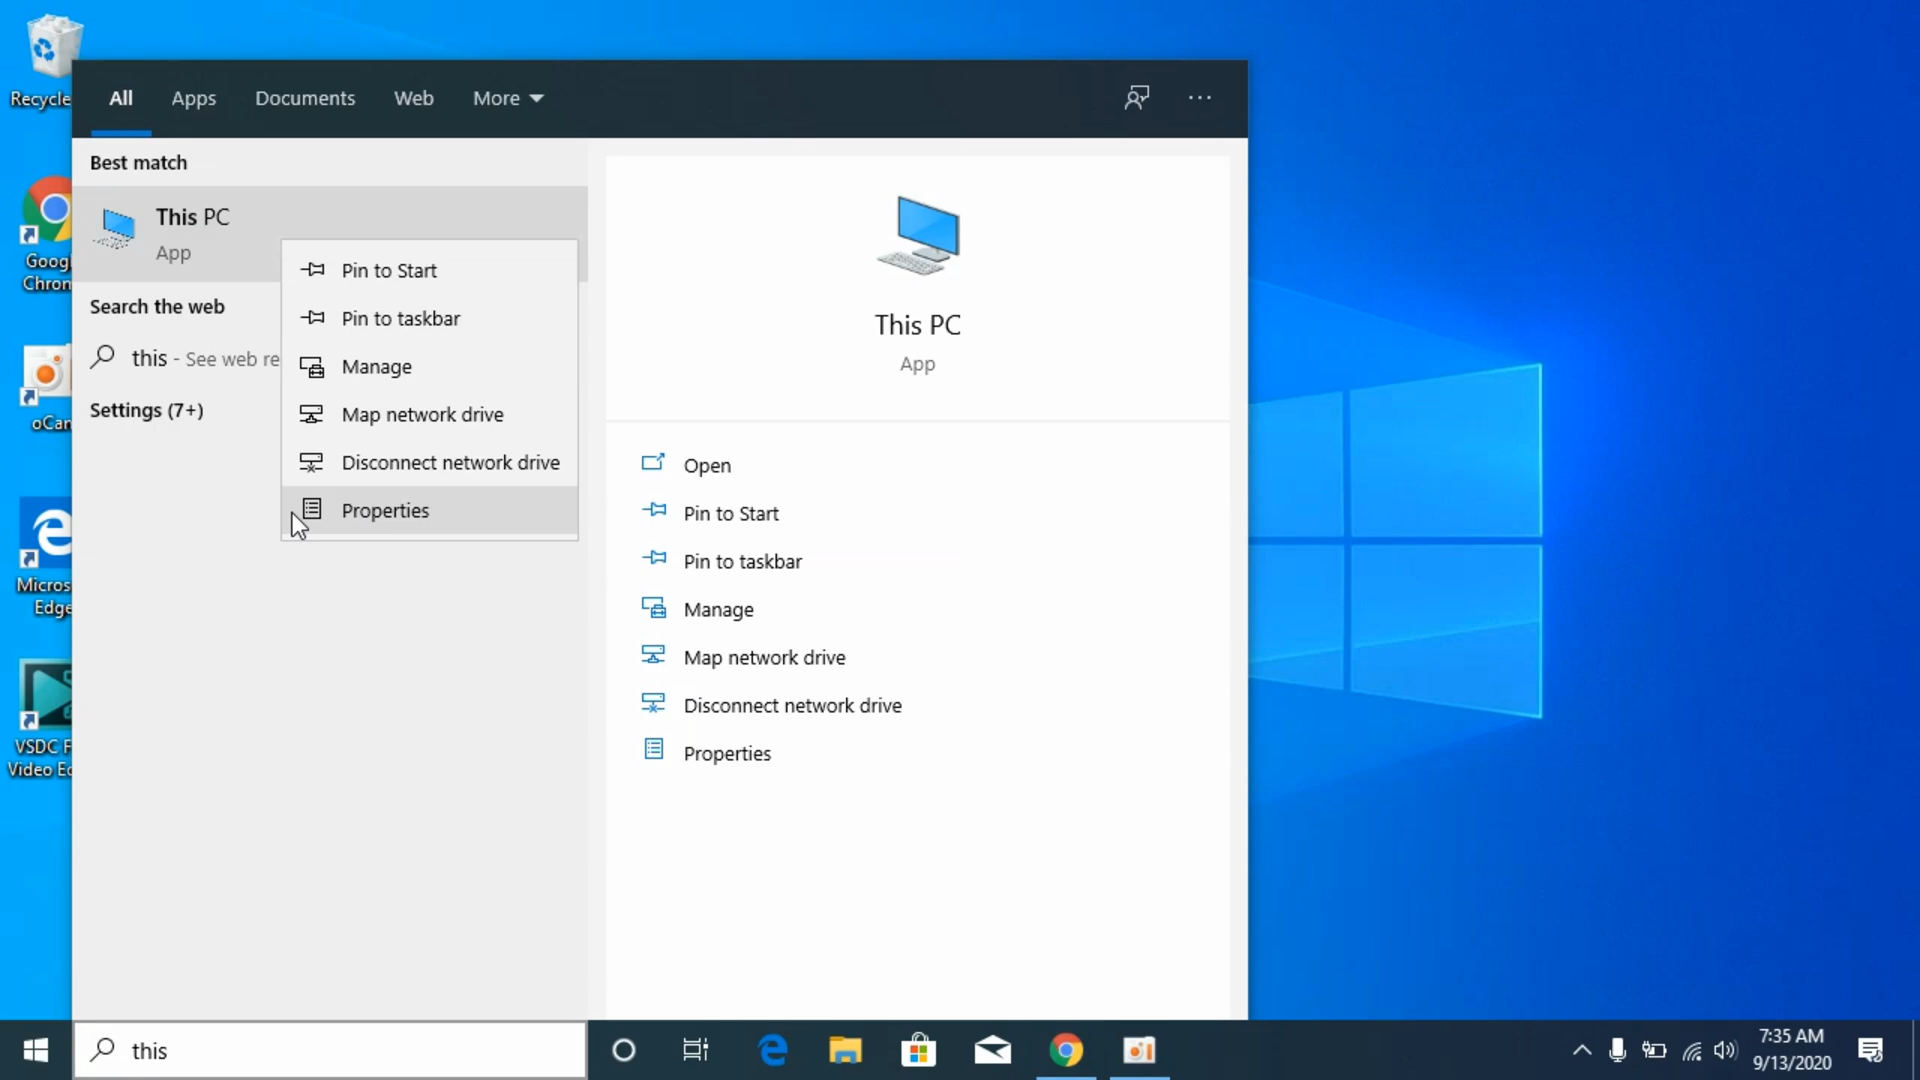 Recycle
Googl
Chron
oCan
Micros
Edge
VSDC F
Video Ed
All
Apps
Documents
Web
More
Best match
This PC
App
Search the web
this - See web re
Settings (7+)
Pin to Start
Pin to taskbar
Manage
Map network drive
Disconnect network drive
Properties
This PC
App
Open
Pin to Start
Pin to taskbar
Manage
Map network drive
Disconnect network drive
Properties
this
7:35 AM
9/13/2020